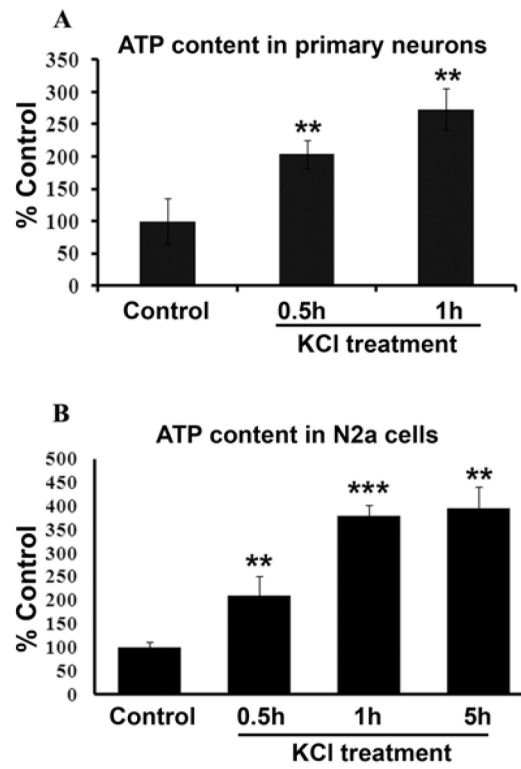 A
ATP content in primary neurons
% Control
350
300
250
200
150
100
50
0
**
**
Control 0.5h 1h
KCl treatment
B
ATP content in N2a cells
% Control
500
450
400
350
300
250
200
150
100
50
0
**
***
**
Control 0.5h 1h 5h
KCl treatment